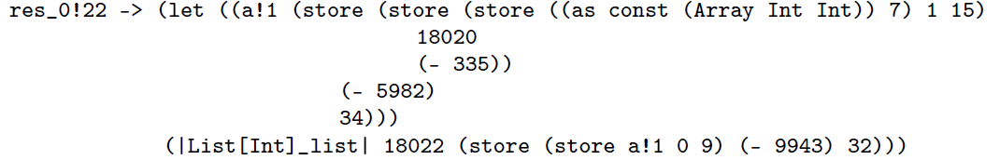 res_0!22 -> (let ((a!1 (store (store (store ((as const (Array Int Int)) 7) 1 15)
18020
(- 335))
(- 5982)
34)))
(|List[Int]_list| 18022 (store (store a!1 0 9) (- 9943) 32)))